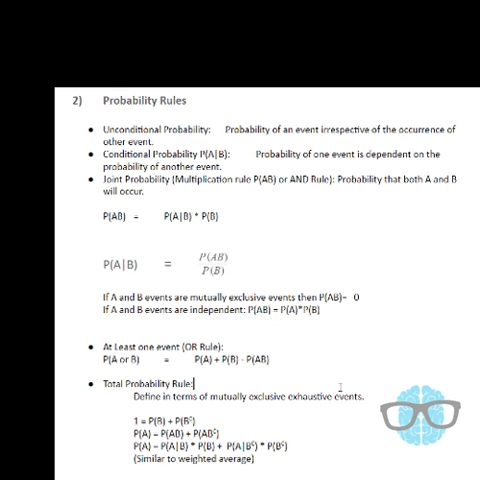 2) Probability Rules
• Unconditional Probability: Probability of an event irrespective of the occurrence of
other event.
• Conditional Probability P(A|B): Probability of one event is dependent on the
probability of another event.
• Joint Probability (Multiplication rule P(AB) or AND Rule): Probability that both A and B
will occur.
P(AB) = P(A|B) * P(B)
P(A|B) = P(AB)
P(B)
If A and B events are mutually exclusive events then P(AB)= 0
If A and B events are independent: P(AB) = P(A)*P(B)
• At Least one event (OR Rule):
P(A or B) = P(A) + P(B) - P(AB)
• Total Probability Rule:
Define in terms of mutually exclusive exhaustive events.
1 = P(B) + P(Bᶜ)
P(A) = P(AB) + P(ABᶜ)
P(A) = P(A|B) * P(B) + P(A|Bᶜ) * P(Bᶜ)
(Similar to weighted average)